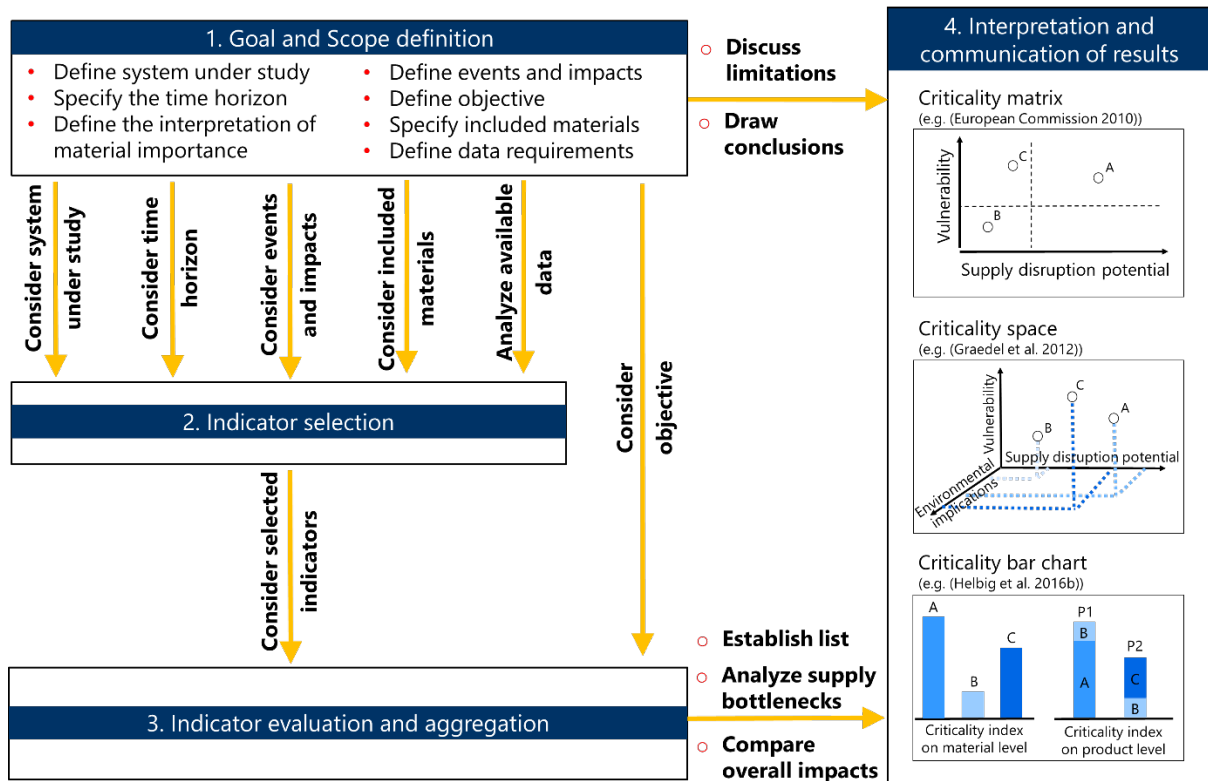 1. Goal and Scope definition
• Define system under study
• Specify the time horizon
• Define the interpretation of
material importance
• Define events and impacts
• Define objective
• Specify included materials
• Define data requirements
○ Discuss
limitations
○ Draw
conclusions
Consider system
under study
Consider time
horizon
Consider events
and impacts
Consider included
materials
Analyze available
data
Consider
objective
2. Indicator selection
Consider selected
indicators
3. Indicator evaluation and aggregation
○ Establish list
○ Analyze supply
bottlenecks
○ Compare
overall impacts
4. Interpretation and
communication of results
Criticality matrix
(e.g. (European Commission 2010))
Vulnerability
C
A
B
Supply disruption potential
Criticality space
(e.g. (Graedel et al. 2012))
Vulnerability
C
A
B
Supply disruption potential
Environmental
implications
Criticality bar chart
(e.g. (Helbig et al. 2016b))
A
B
C
Criticality index
on material level
P1
B
A
P2
C
B
Criticality index
on product level